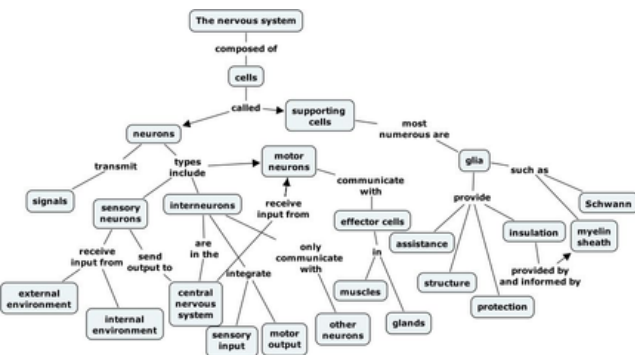 The nervous system
composed of
cells
called
neurons
supporting
cells
most
numerous are
transmit
types
include
motor
neurons
glia
such as
signals
sensory
neurons
interneurons
receive
input from
communicate
with
provide
Schwann
effector cells
assistance
insulation
myelin
sheath
receive
input from
send
output to
are
in the
integrate
only
communicate
with
in
provided by
and informed by
external
environment
internal
environment
central
nervous
system
muscles
structure
protection
sensory
input
motor
output
other
neurons
glands